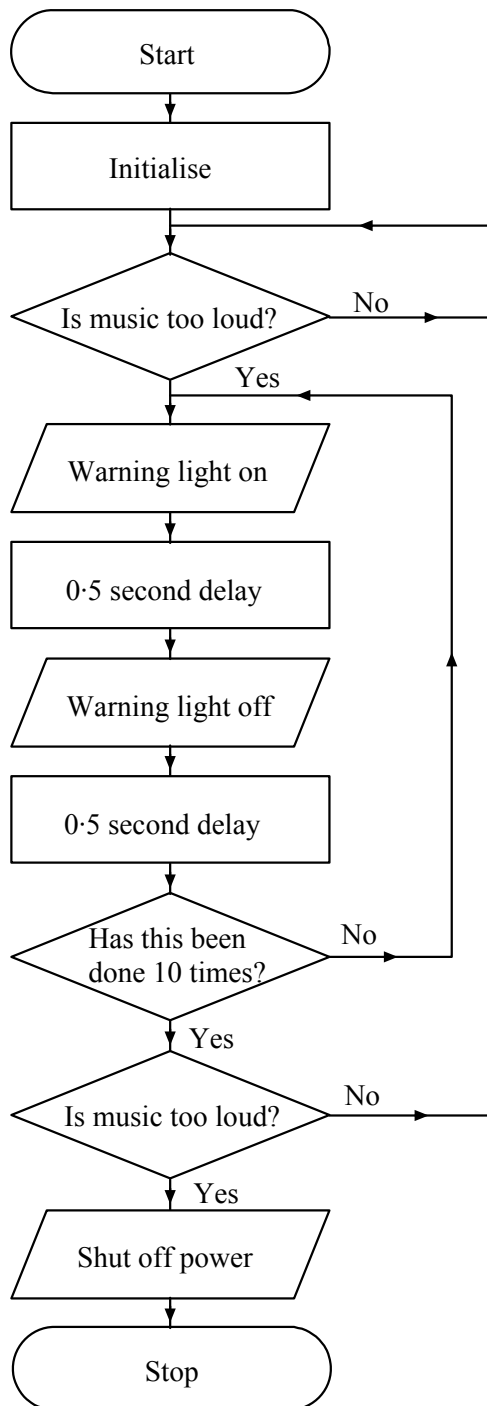 Start
Initialise
Is music too loud?
No
Yes
Warning light on
0·5 second delay
Warning light off
0·5 second delay
Has this been
done 10 times?
No
Yes
Is music too loud?
No
Yes
Shut off power
Stop